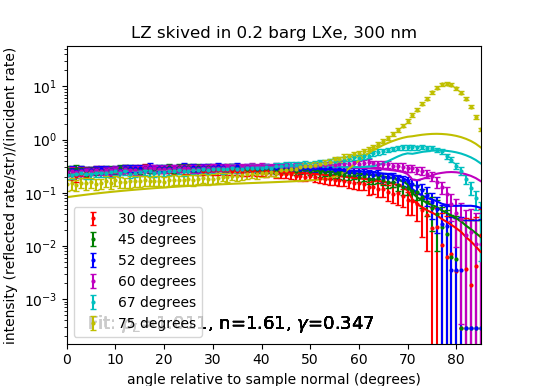 LZ skived in 0.2 barg LXe, 300 nm
intensity (reflected rate/str)/(incident rate)
10¹
10⁰
10⁻¹
10⁻²
10⁻³
30 degrees
45 degrees
52 degrees
60 degrees
67 degrees
75 degrees
n=1.61, γ=0.347
0 10 20 30 40 50 60 70 80
angle relative to sample normal (degrees)